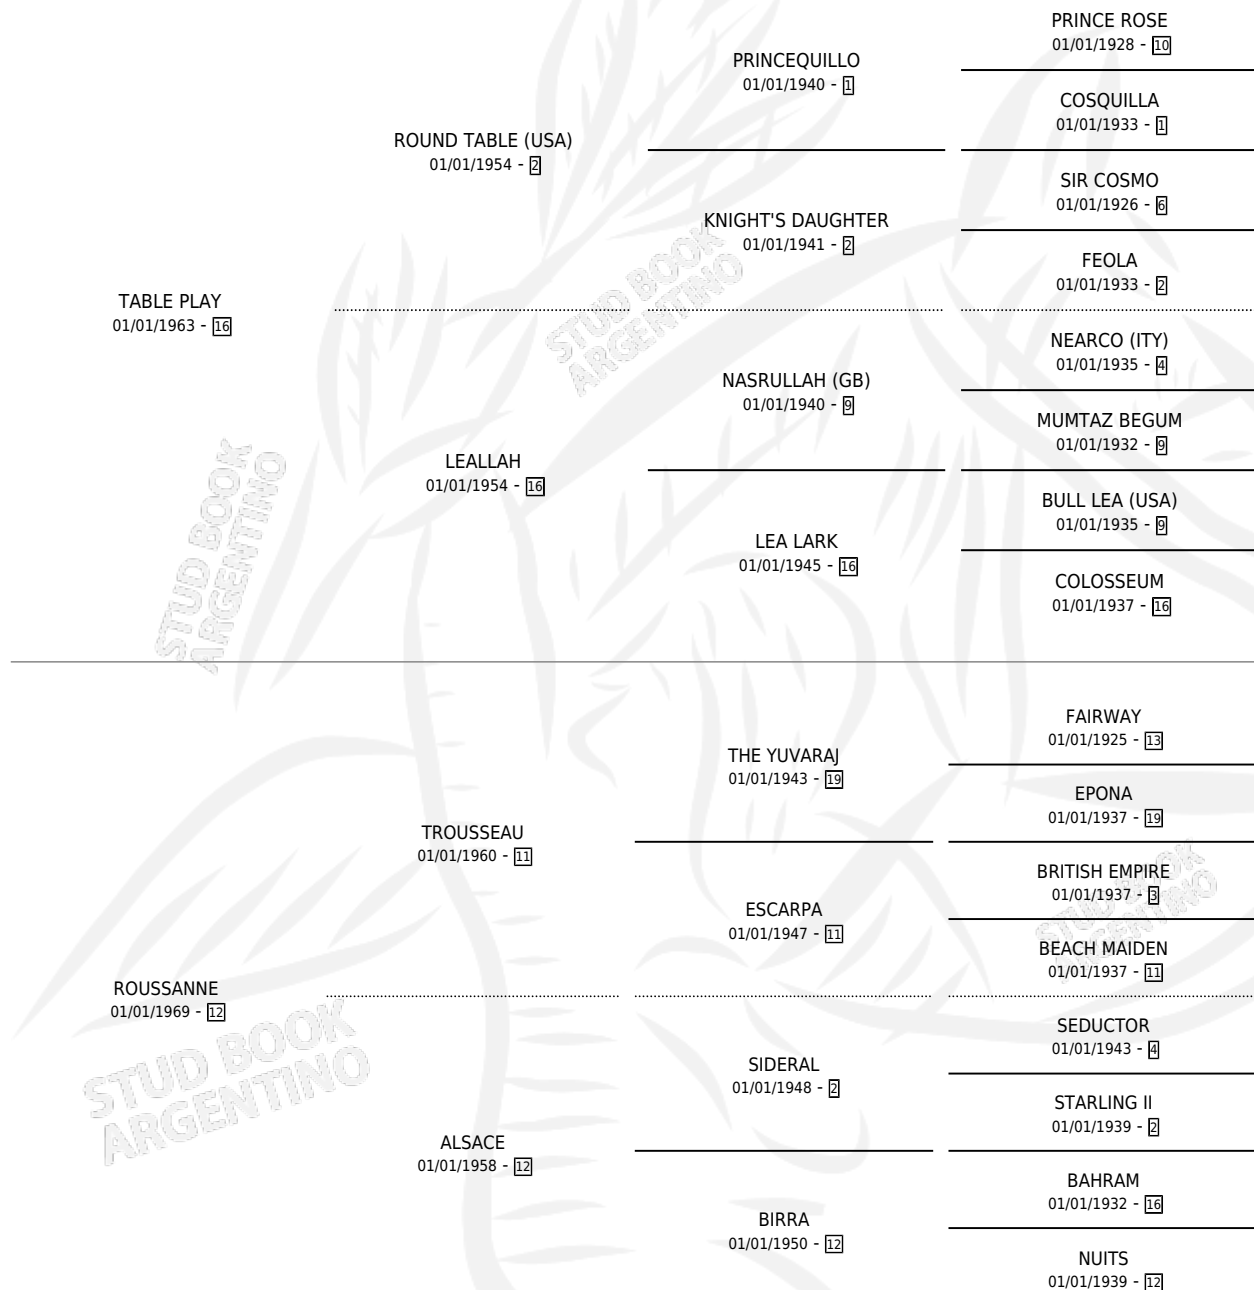 PRINCE ROSE
01/01/1928 - 10
PRINCEQUILLO
01/01/1940 - 1
COSQUILLA
01/01/1933 - 1
ROUND TABLE (USA)
01/01/1954 - 2
SIR COSMO
01/01/1926 - 6
KNIGHT'S DAUGHTER
01/01/1941 - 2
FEOLA
01/01/1933 - 2
TABLE PLAY
01/01/1963 - 16
STUD BOOK
ARGENTINO
NEARCO (ITY)
01/01/1935 - 4
NASRULLAH (GB)
01/01/1940 - 9
MUMTAZ BEGUM
01/01/1932 - 9
LEALLAH
01/01/1954 - 16
BULL LEA (USA)
01/01/1935 - 9
LEA LARK
01/01/1945 - 16
COLOSSEUM
01/01/1937 - 16
STUD BOOK
ARGENTINO
FAIRWAY
01/01/1925 - 13
THE YUVARAJ
01/01/1943 - 19
EPONA
01/01/1937 - 19
TROUSSEAU
01/01/1960 - 11
BRITISH EMPIRE
01/01/1937 - 3
ESCARPA
01/01/1947 - 11
STUD BOOK
ARGENTINO
BEACH MAIDEN
01/01/1937 - 11
ROUSSANNE
01/01/1969 - 12
SEDUCTOR
01/01/1943 - 4
SIDERAL
01/01/1948 - 2
STUD BOOK
ARGENTINO
STARLING II
01/01/1939 - 2
ALSACE
01/01/1958 - 12
BAHRAM
01/01/1932 - 16
BIRRA
01/01/1950 - 12
NUITS
01/01/1939 - 12